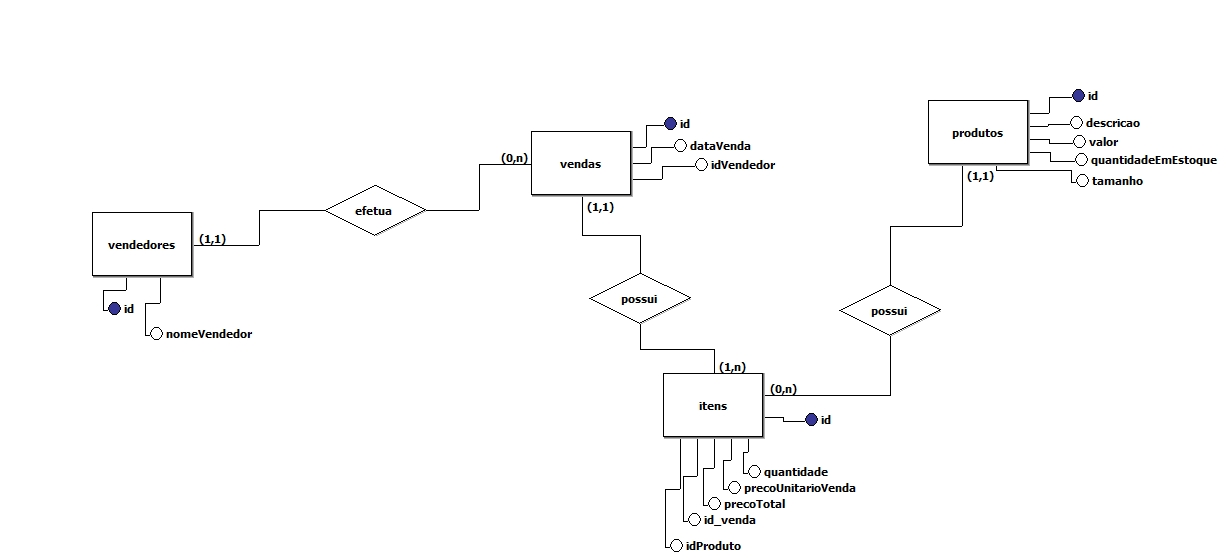 vendedores
id
nomeVendedor
(1,1)
efetua
(0,n)
vendas
id
dataVenda
idVendedor
(1,1)
possui
(1,n)
itens
id
quantidade
precoUnitarioVenda
precoTotal
id_venda
idProduto
(0,n)
possui
(1,1)
produtos
id
descricao
valor
quantidadeEmEstoque
tamanho